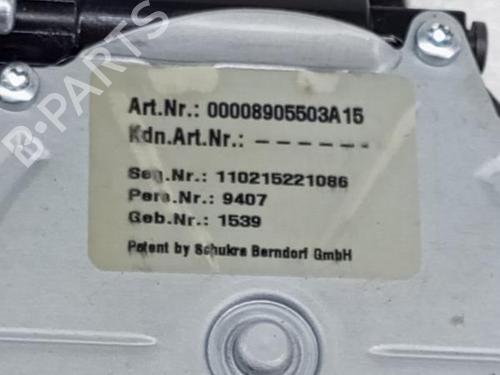 B-PARTS
Art.Nr.: 00008905503A15
Kdn.Art.Nr.: – – – – – –
Seq.Nr.: 110215221086
Pers.Nr.: 9407
Geb.Nr.: 1539
Patent by Schukra Berndorf GmbH